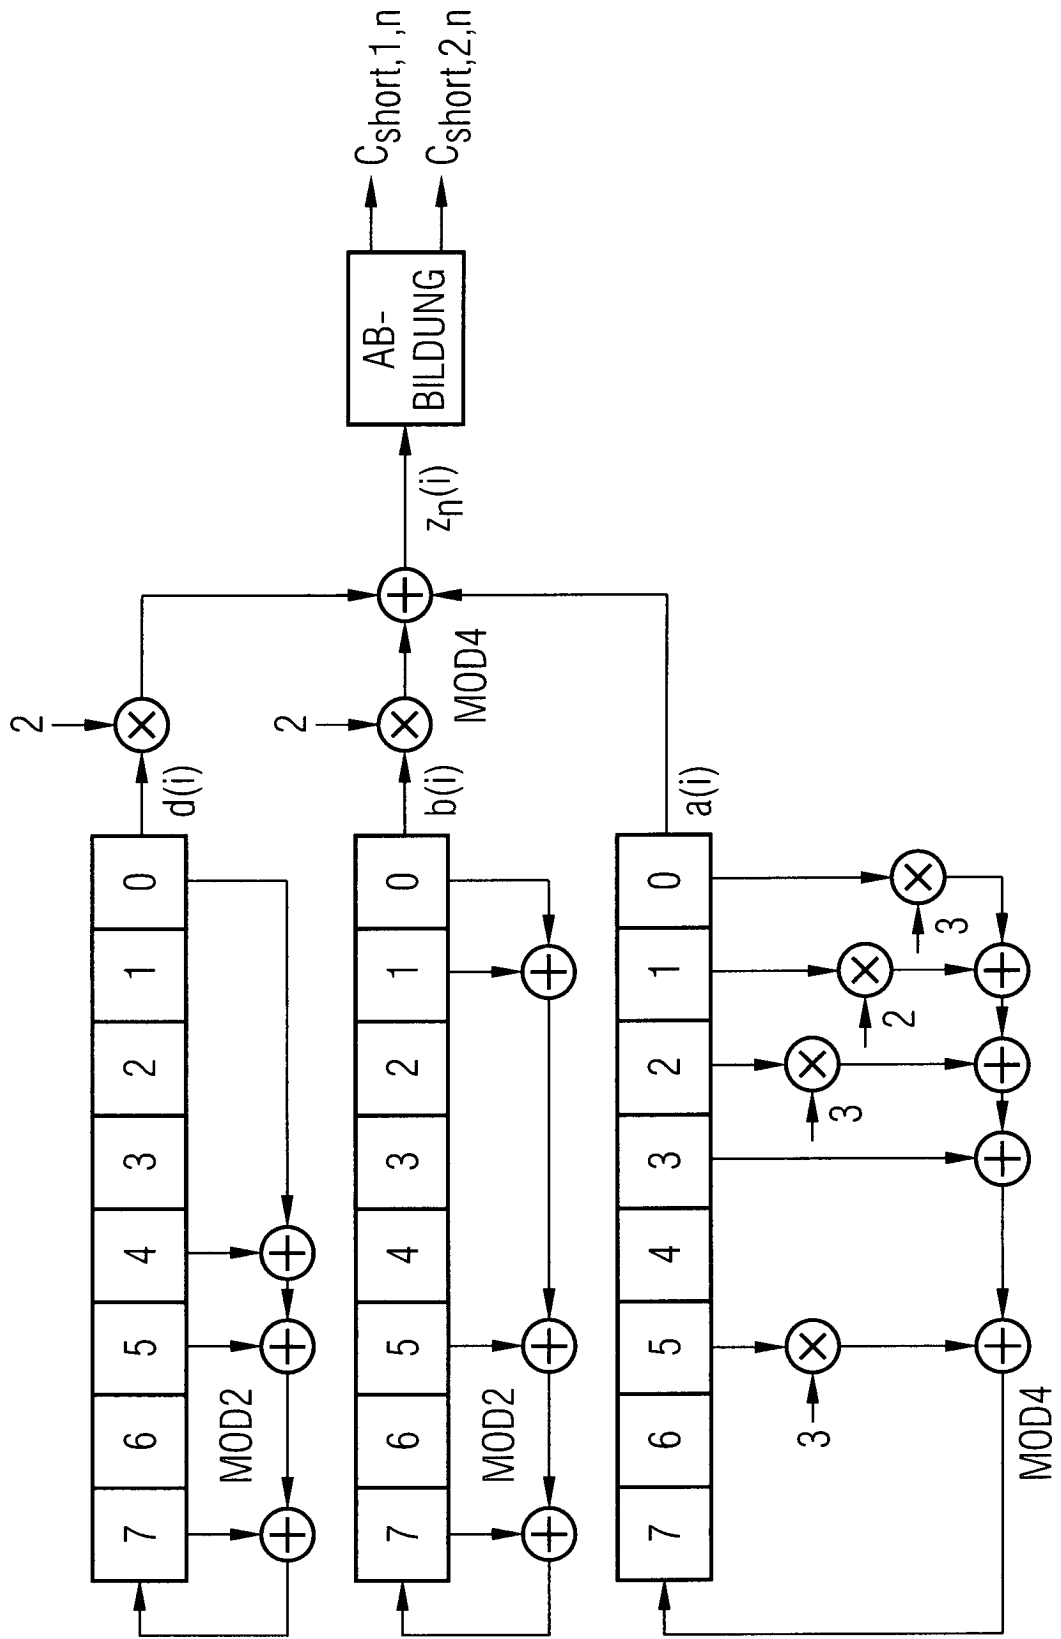 2
7 6 5 4 3 2 1 0
d(i)
MOD2
2
C_short,1,n
C_short,2,n
AB-
BILDUNG
z_n(i)
7 6 5 4 3 2 1 0
b(i)
MOD4
MOD2
7 6 5 4 3 2 1 0
a(i)
3
3
2
3
MOD4